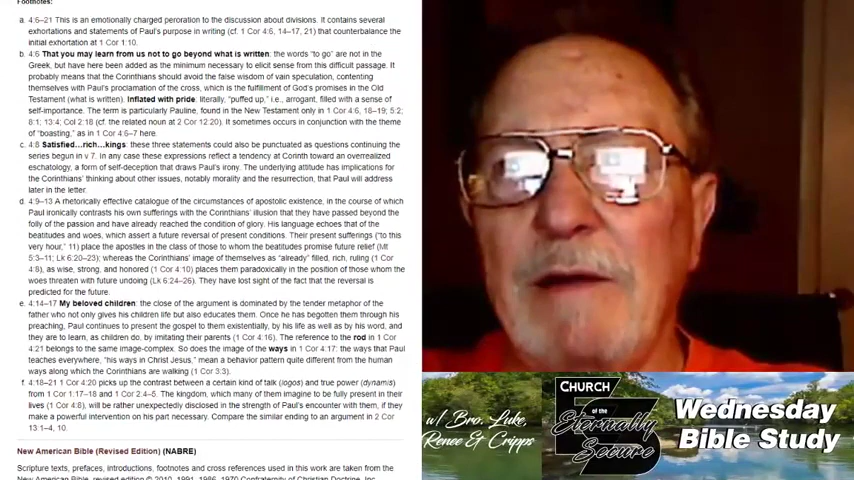 Footnotes:
a. 4:6–21 This is an emotionally charged peroration to the discussion about divisions. It contains several
exhortations and statements of Paul's purpose in writing (cf. 1 Cor 4:6, 14–17, 21) that counterbalance the
initial exhortation at 1 Cor 1:10.
b. 4:6 That you may learn from us not to go beyond what is written: the words "to go" are not in the
Greek, but have here been added as the minimum necessary to elicit sense from this difficult passage. It
probably means that the Corinthians should avoid the false wisdom of vain speculation, contenting
themselves with Paul's proclamation of the cross, which is the fulfillment of God's promises in the Old
Testament (what is written). Inflated with pride: literally, "puffed up," i.e., arrogant, filled with a sense of
self-importance. The term is particularly Pauline, found in the New Testament only in 1 Cor 4:6, 18–19; 5:2;
8:1; 13:4; Col 2:18 (cf. the related noun at 2 Cor 12:20). It sometimes occurs in conjunction with the theme
of "boasting," as in 1 Cor 4:6–7 here.
c. 4:8 Satisfied...rich...kings: these three statements could also be punctuated as questions continuing the
series begun in v 7. In any case these expressions reflect a tendency at Corinth toward an overrealized
eschatology, a form of self-deception that draws Paul's irony. The underlying attitude has implications for
the Corinthians' thinking about other issues, notably morality and the resurrection, that Paul will address
later in the letter.
d. 4:9–13 A rhetorically effective catalogue of the circumstances of apostolic existence, in the course of which
Paul ironically contrasts his own sufferings with the Corinthians' illusion that they have passed beyond the
folly of the passion and have already reached the condition of glory. His language echoes that of the
beatitudes and woes, which assert a future reversal of present conditions. Their present sufferings ("to this
very hour," 11) place the apostles in the class of those to whom the beatitudes promise future relief (Mt
5:3–11; Lk 6:20–23); whereas the Corinthians' image of themselves as "already" filled, rich, ruling (1 Cor
4:8), as wise, strong, and honored (1 Cor 4:10) places them paradoxically in the position of those whom the
woes threaten with future undoing (Lk 6:24–26). They have lost sight of the fact that the reversal is
predicted for the future.
e. 4:14–17 My beloved children: the close of the argument is dominated by the tender metaphor of the
father who not only gives his children life but also educates them. Once he has begotten them through his
preaching, Paul continues to present the gospel to them existentially, by his life as well as by his word, and
they are to learn, as children do, by imitating their parents (1 Cor 4:16). The reference to the rod in 1 Cor
4:21 belongs to the same image-complex. So does the image of the ways in 1 Cor 4:17: the ways that Paul
teaches everywhere, "his ways in Christ Jesus," mean a behavior pattern quite different from the human
ways along which the Corinthians are walking (1 Cor 3:3).
f. 4:18–21 1 Cor 4:20 picks up the contrast between a certain kind of talk (logos) and true power (dynamis)
from 1 Cor 1:17–18 and 1 Cor 2:4–5. The kingdom, which many of them imagine to be fully present in their
lives (1 Cor 4:8), will be rather unexpectedly disclosed in the strength of Paul's encounter with them, if they
make a powerful intervention on his part necessary. Compare the similar ending to an argument in 2 Cor
13:1–4, 10.
New American Bible (Revised Edition) (NABRE)
Scripture texts, prefaces, introductions, footnotes and cross references used in this work are taken from the
New American Bible, revised edition © 2010, 1991, 1986, 1970 Confraternity of Christian Doctrine, Inc.
w/ Bro. Luke,
Renee & Cripps
CHURCH
of the
Eternally
Secure
Wednesday
Bible Study